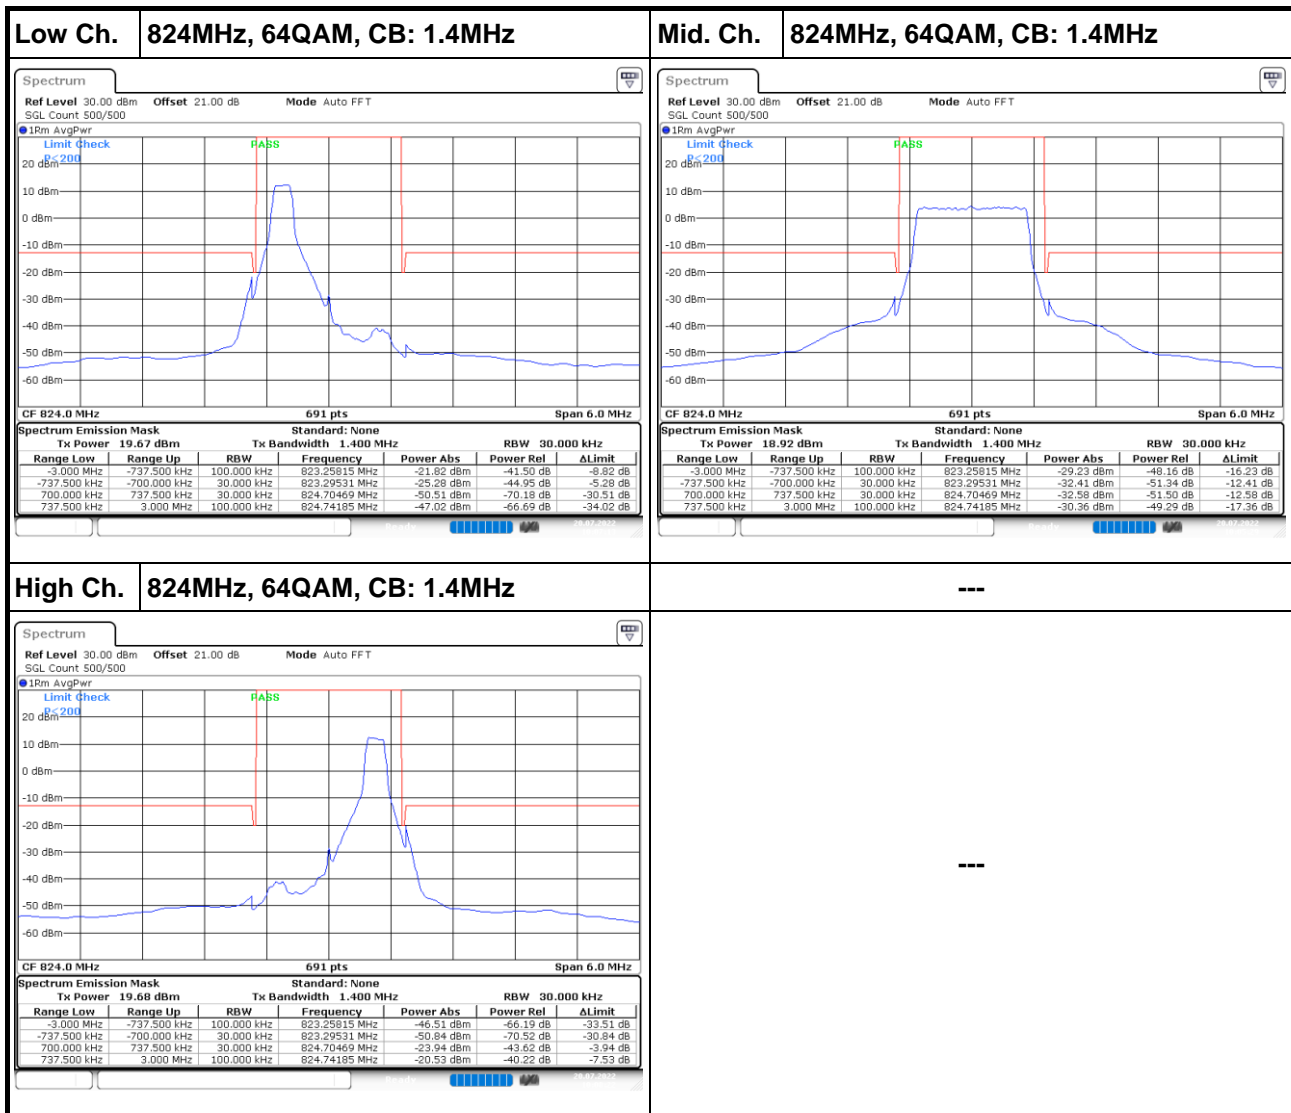 Low Ch. 824MHz, 64QAM, CB: 1.4MHz
Spectrum
Ref Level 30.00 dBm Offset 21.00 dB Mode Auto FFT
SGL Count 500/500
1Rm AvgPwr
Limit Check PASS
P<200
20 dBm
10 dBm
0 dBm
-10 dBm
-20 dBm
-30 dBm
-40 dBm
-50 dBm
-60 dBm
CF 824.0 MHz 691 pts Span 6.0 MHz
Spectrum Emission Mask Standard: None
Tx Power 19.67 dBm Tx Bandwidth 1.400 MHz RBW 30.000 kHz
Range Low Range Up RBW Frequency Power Abs Power Rel ΔLimit
-3.000 MHz -737.500 kHz 100.000 kHz 823.25815 MHz -21.82 dBm -41.50 dB -8.82 dB
-737.500 kHz -700.000 kHz 30.000 kHz 823.29531 MHz -25.28 dBm -44.95 dB -5.28 dB
700.000 kHz 737.500 kHz 30.000 kHz 824.70469 MHz -50.51 dBm -70.18 dB -30.51 dB
737.500 kHz 3.000 MHz 100.000 kHz 824.74185 MHz -47.02 dBm -66.69 dB -34.02 dB
Ready 28.07.2022
Mid. Ch. 824MHz, 64QAM, CB: 1.4MHz
Spectrum
Ref Level 30.00 dBm Offset 21.00 dB Mode Auto FFT
SGL Count 500/500
1Rm AvgPwr
Limit Check PASS
P<200
20 dBm
10 dBm
0 dBm
-10 dBm
-20 dBm
-30 dBm
-40 dBm
-50 dBm
-60 dBm
CF 824.0 MHz 691 pts Span 6.0 MHz
Spectrum Emission Mask Standard: None
Tx Power 18.92 dBm Tx Bandwidth 1.400 MHz RBW 30.000 kHz
Range Low Range Up RBW Frequency Power Abs Power Rel ΔLimit
-3.000 MHz -737.500 kHz 100.000 kHz 823.25815 MHz -29.23 dBm -48.16 dB -16.23 dB
-737.500 kHz -700.000 kHz 30.000 kHz 823.29531 MHz -32.41 dBm -51.34 dB -12.41 dB
700.000 kHz 737.500 kHz 30.000 kHz 824.70469 MHz -32.58 dBm -51.50 dB -12.58 dB
737.500 kHz 3.000 MHz 100.000 kHz 824.74185 MHz -30.36 dBm -49.29 dB -17.36 dB
28.07.2022
High Ch. 824MHz, 64QAM, CB: 1.4MHz
---
Spectrum
Ref Level 30.00 dBm Offset 21.00 dB Mode Auto FFT
SGL Count 500/500
1Rm AvgPwr
Limit Check PASS
P<200
20 dBm
10 dBm
0 dBm
-10 dBm
-20 dBm
-30 dBm
-40 dBm
-50 dBm
-60 dBm
CF 824.0 MHz 691 pts Span 6.0 MHz
Spectrum Emission Mask Standard: None
Tx Power 19.68 dBm Tx Bandwidth 1.400 MHz RBW 30.000 kHz
Range Low Range Up RBW Frequency Power Abs Power Rel ΔLimit
-3.000 MHz -737.500 kHz 100.000 kHz 823.25815 MHz -46.51 dBm -66.19 dB -33.51 dB
-737.500 kHz -700.000 kHz 30.000 kHz 823.29531 MHz -50.84 dBm -70.52 dB -30.84 dB
700.000 kHz 737.500 kHz 30.000 kHz 824.70469 MHz -23.94 dBm -43.62 dB -3.94 dB
737.500 kHz 3.000 MHz 100.000 kHz 824.74185 MHz -20.53 dBm -40.22 dB -7.53 dB
28.07.2022
---